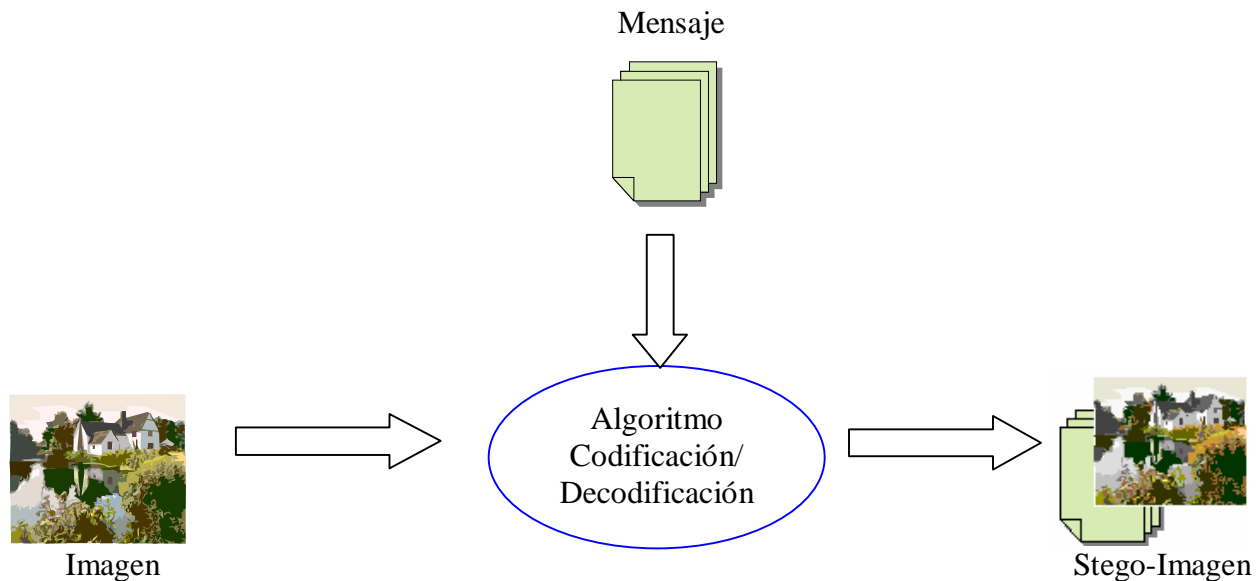 Mensaje
Algoritmo
Codificación/
Decodificación
Imagen
Stego-Imagen